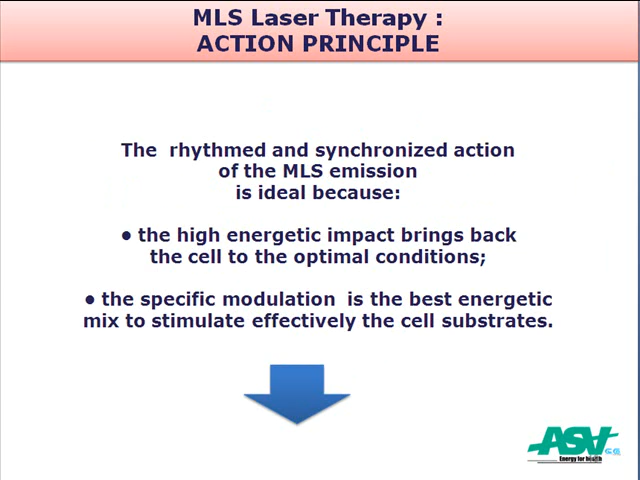 MLS Laser Therapy :
ACTION PRINCIPLE
The rhythmed and synchronized action
of the MLS emission
is ideal because:
• the high energetic impact brings back
the cell to the optimal conditions;
• the specific modulation is the best energetic
mix to stimulate effectively the cell substrates.
ASA
Energy for health